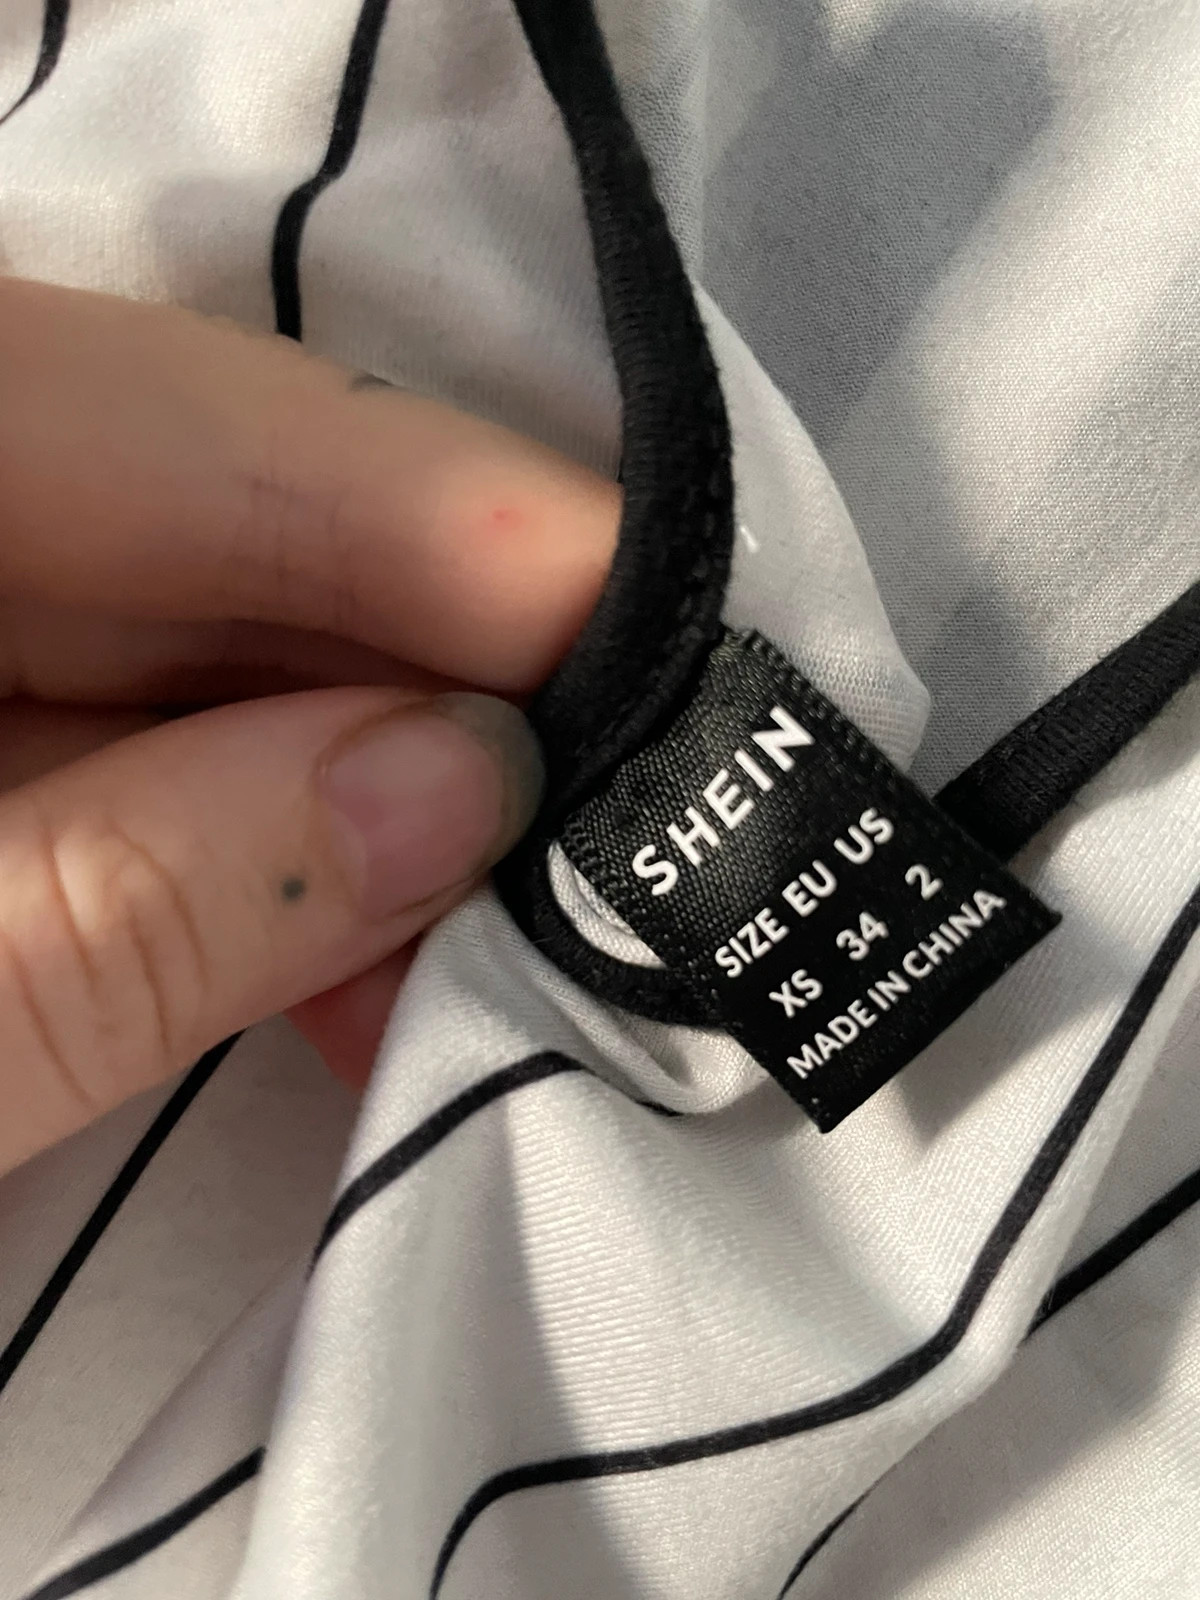 SHEIN
SIZE EU US
XS 34 2
MADE IN CHINA